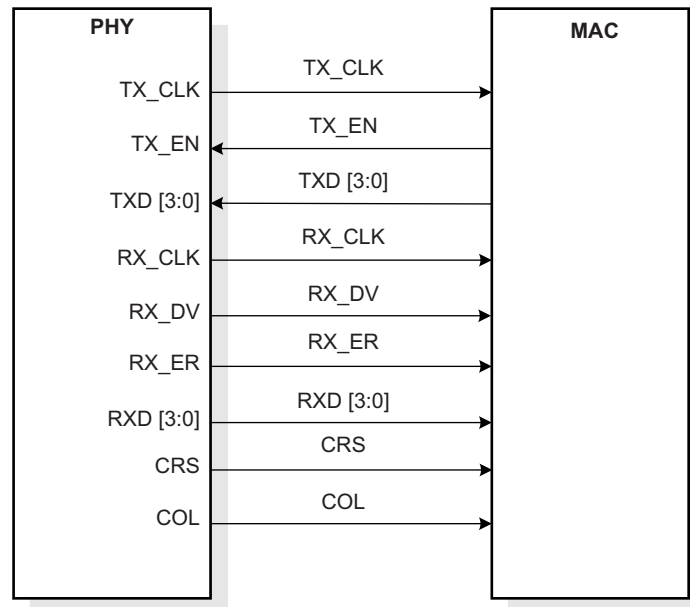 PHY
MAC
TX_CLK
TX_CLK
TX_EN
TX_EN
TXD [3:0]
TXD [3:0]
RX_CLK
RX_CLK
RX_DV
RX_DV
RX_ER
RX_ER
RXD [3:0]
RXD [3:0]
CRS
CRS
COL
COL